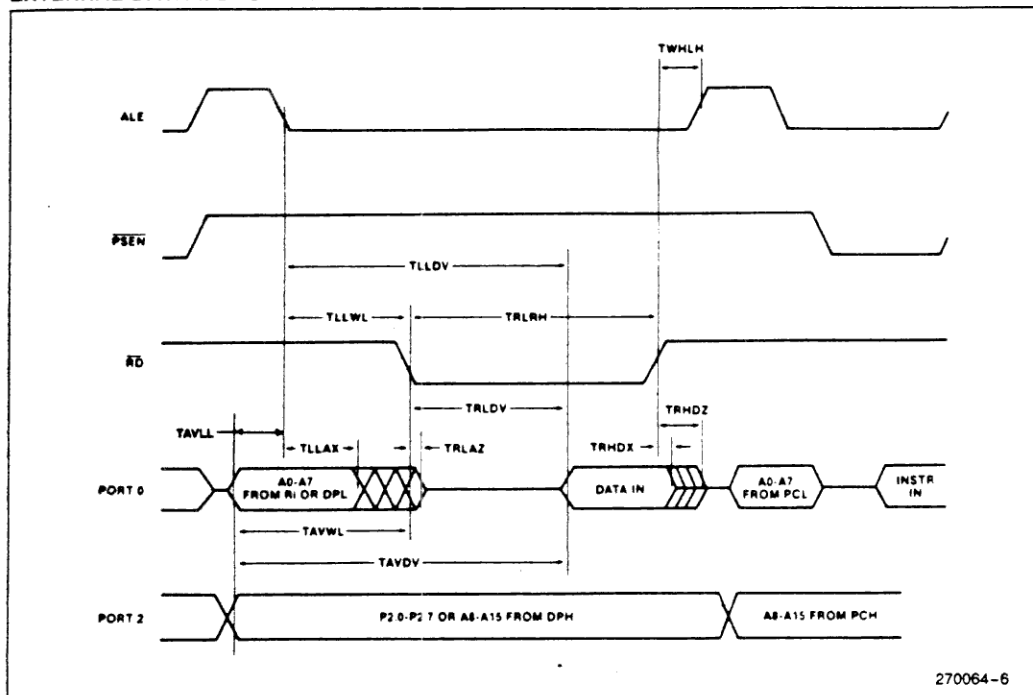 TWHLH
ALE
PSEN
TLLDV
TLLWL
TRLRH
RD
TRLDV
TRHDZ
TAVLL
TLLAX
TRLAZ
TRHDX
PORT 0
A0-A7
FROM Ri OR DPL
DATA IN
A0-A7
FROM PCL
INSTR
IN
TAVWL
TAVDV
PORT 2
P2.0-P2.7 OR A8-A15 FROM DPH
A8-A15 FROM PCH
270064-6